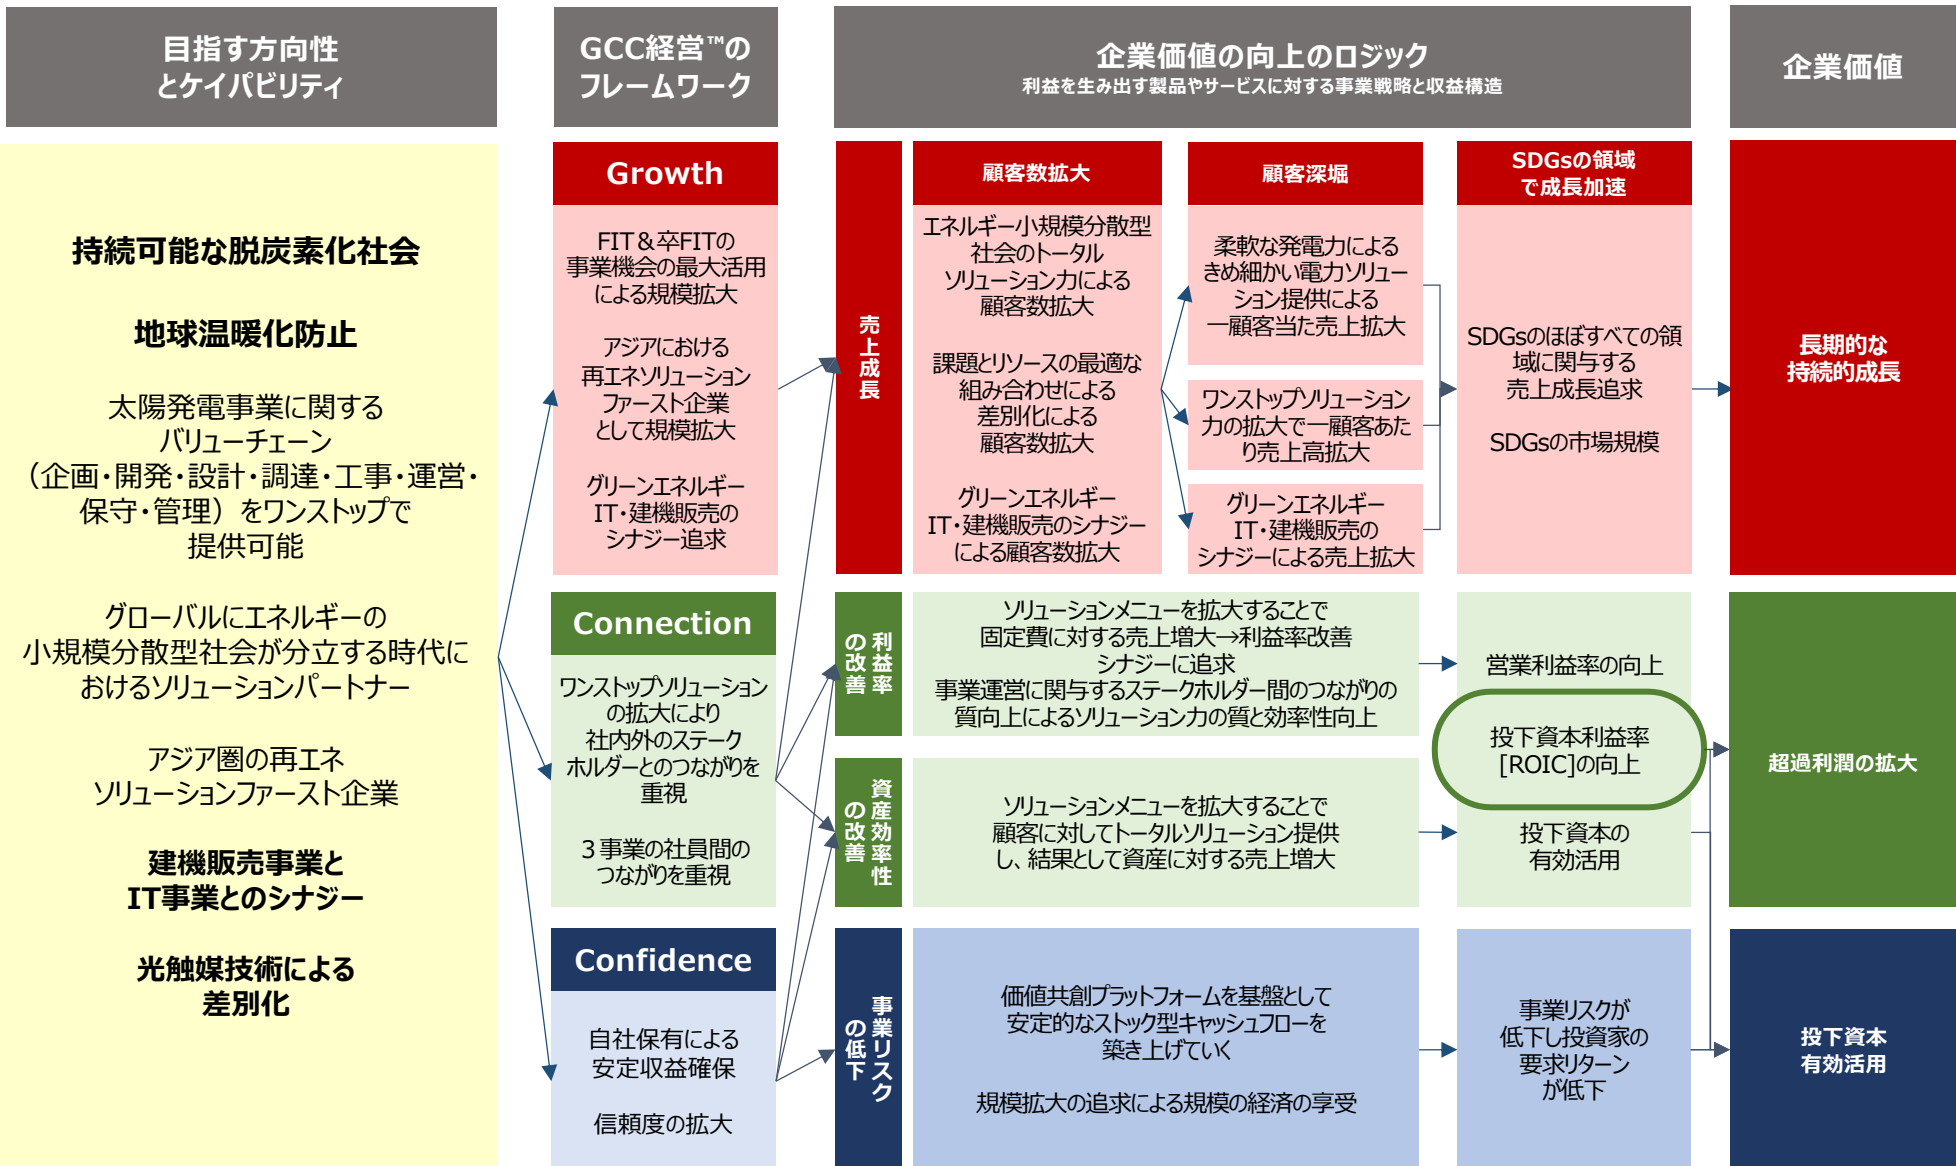 目指す方向性
とケイパビリティ
GCC経営™の
フレームワーク
企業価値の向上のロジック
利益を生み出す製品やサービスに対する事業戦略と収益構造
企業価値
持続可能な脱炭素化社会
地球温暖化防止
太陽発電事業に関する
バリューチェーン
（企画・開発・設計・調達・工事・運営・
保守・管理）をワンストップで
提供可能
グローバルにエネルギーの
小規模分散型社会が分立する時代に
おけるソリューションパートナー
アジア圏の再エネ
ソリューションファースト企業
建機販売事業と
IT事業とのシナジー
光触媒技術による
差別化
Growth
FIT＆卒FITの
事業機会の最大活用
による規模拡大
アジアにおける
再エネソリューション
ファースト企業
として規模拡大
グリーンエネルギー
IT・建機販売の
シナジー追求
Connection
ワンストップソリューション
の拡大により
社内外のステーク
ホルダーとのつながりを
重視
３事業の社員間の
つながりを重視
Confidence
自社保有による
安定収益確保
信頼度の拡大
売上成長
顧客数拡大
エネルギー小規模分散型
社会のトータル
ソリューション力による
顧客数拡大
課題とリソースの最適な
組み合わせによる
差別化による
顧客数拡大
グリーンエネルギー
IT・建機販売のシナジー
による顧客数拡大
顧客深堀
柔軟な発電力による
きめ細かい電力ソリュー
ション提供による
一顧客当た売上拡大
ワンストップソリューション
力の拡大で一顧客あた
り売上高拡大
グリーンエネルギー
IT・建機販売の
シナジーによる売上拡大
SDGsの領域
で成長加速
SDGsのほぼすべての領
域に関与する
売上成長追求
SDGsの市場規模
長期的な
持続的成長
利益率
の改善
ソリューションメニューを拡大することで
固定費に対する売上増大→利益率改善
シナジーに追求
事業運営に関与するステークホルダー間のつながりの
質向上によるソリューション力の質と効率性向上
営業利益率の向上
投下資本利益率
[ROIC]の向上
資産効率性
の改善
ソリューションメニューを拡大することで
顧客に対してトータルソリューション提供
し、結果として資産に対する売上増大
投下資本の
有効活用
超過利潤の拡大
事業リスク
の低下
価値共創プラットフォームを基盤として
安定的なストック型キャッシュフローを
築き上げていく
規模拡大の追求による規模の経済の享受
事業リスクが
低下し投資家の
要求リターン
が低下
投下資本
有効活用